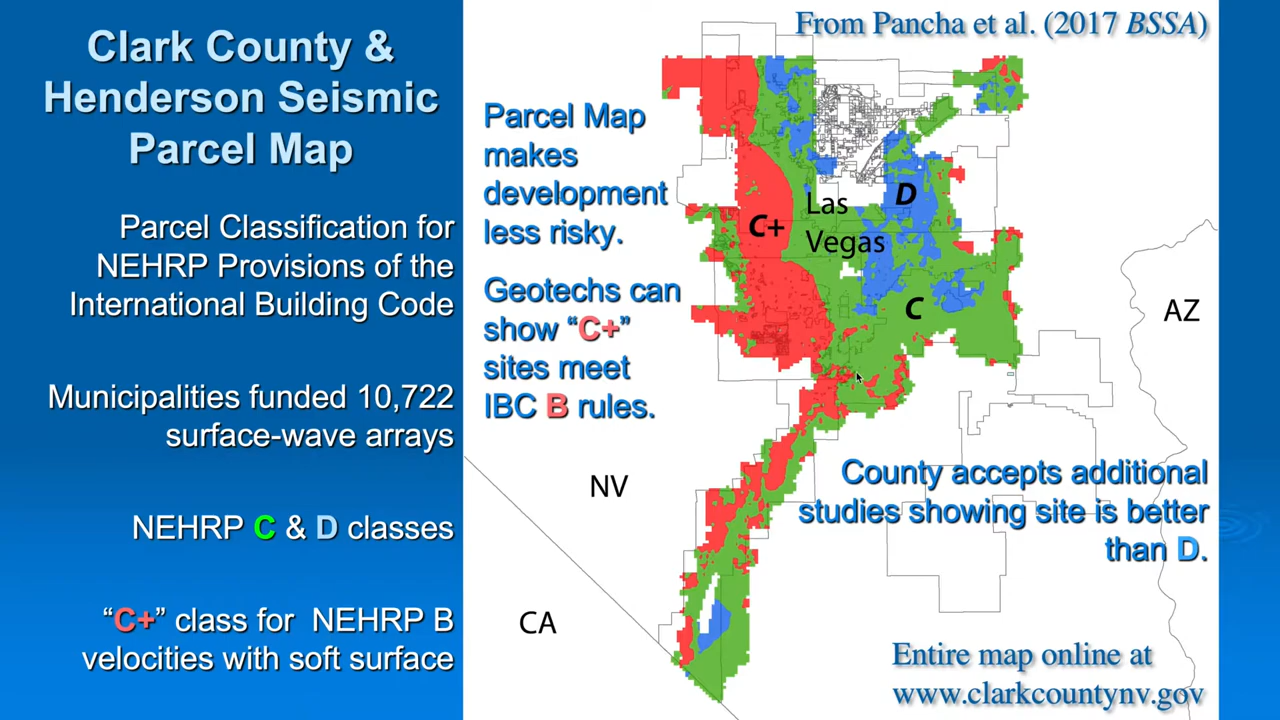 Clark County &
Henderson Seismic
Parcel Map
Parcel Classification for
NEHRP Provisions of the
International Building Code
Municipalities funded 10,722
surface-wave arrays
NEHRP C & D classes
“C+” class for NEHRP B
velocities with soft surface
From Pancha et al. (2017 BSSA)
Parcel Map
makes
development
less risky.
Geotechs can
show “C+”
sites meet
IBC B rules.
C+
Las
Vegas
D
C
AZ
NV
CA
County accepts additional
studies showing site is better
than D.
Entire map online at
www.clarkcountynv.gov